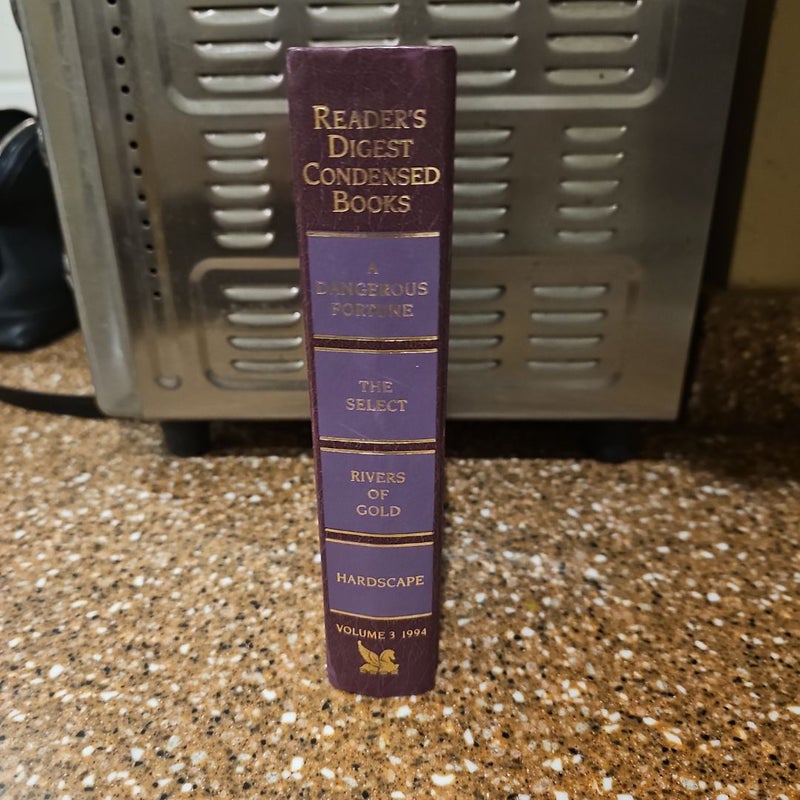 READER'S
DIGEST
CONDENSED
BOOKS
A
DANGEROUS
FORTUNE
THE
SELECT
RIVERS
OF
GOLD
HARDSCAPE
VOLUME 3 1994